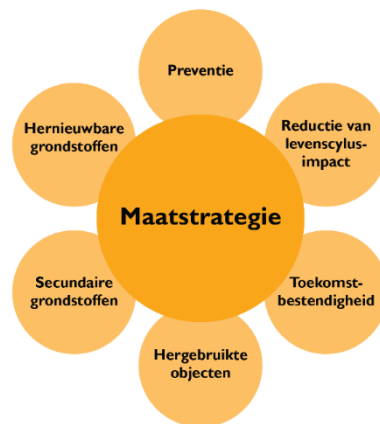 Preventie
Hernieuwbare
grondstoffen
Reductie van
levenscylus-
impact
Maatstrategie
Secundaire
grondstoffen
Toekomst-
bestendigheid
Hergebruikte
objecten